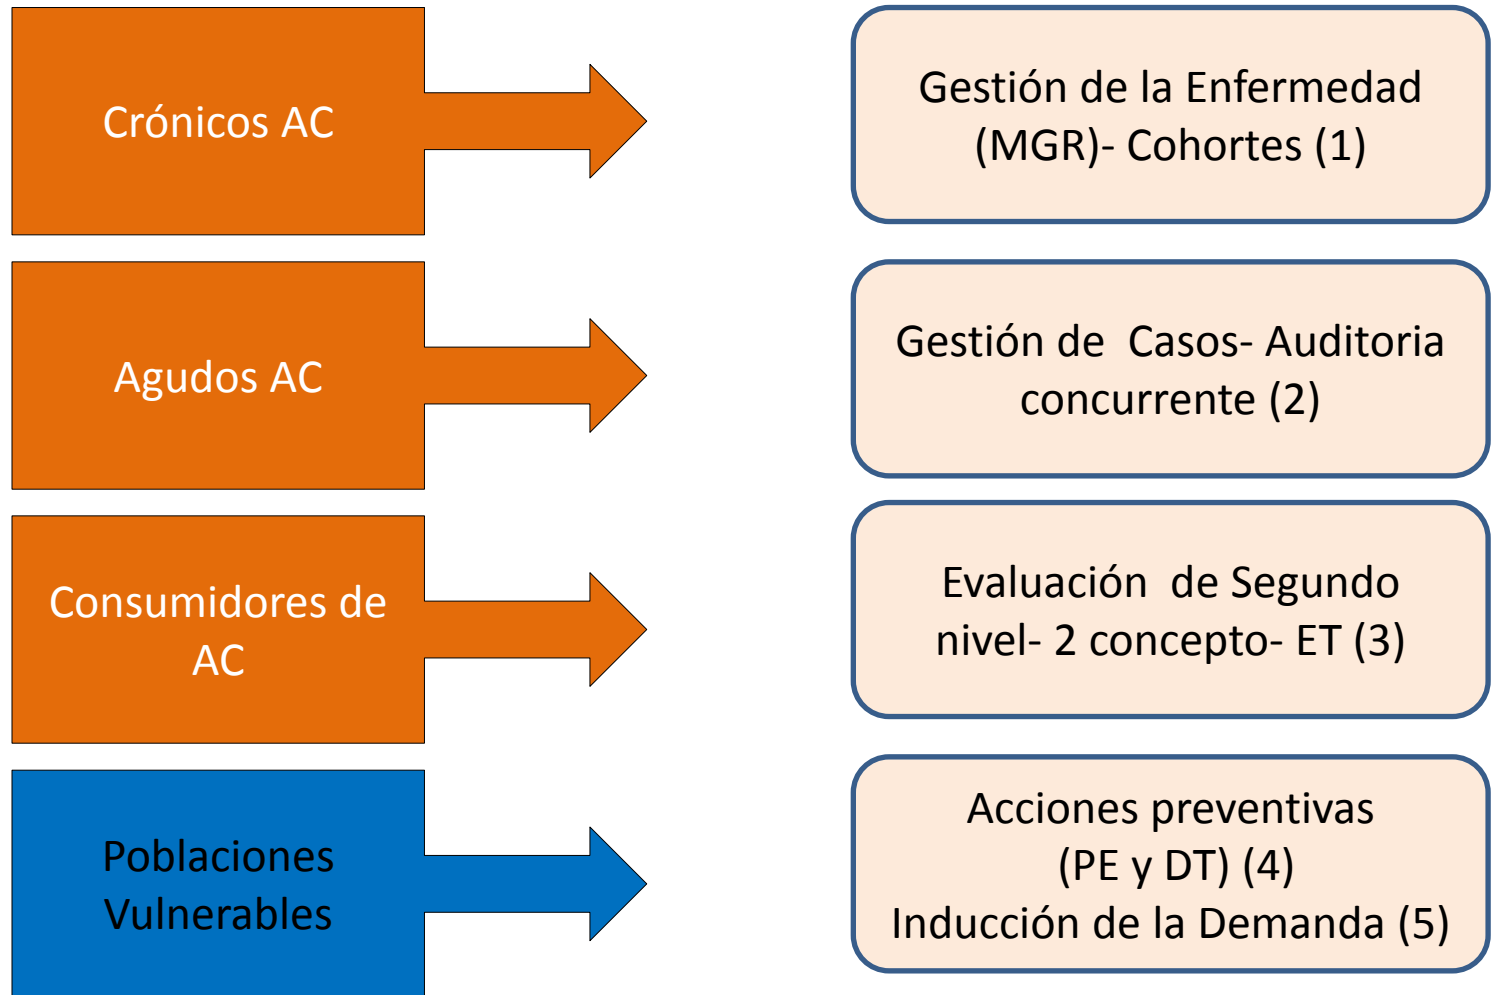 Crónicos AC
Gestión de la Enfermedad
(MGR)- Cohortes (1)
Agudos AC
Gestión de  Casos- Auditoria
concurrente (2)
Consumidores de
AC
Evaluación  de Segundo
nivel- 2 concepto- ET (3)
Poblaciones
Vulnerables
Acciones preventivas
(PE y DT) (4)
Inducción de la Demanda (5)